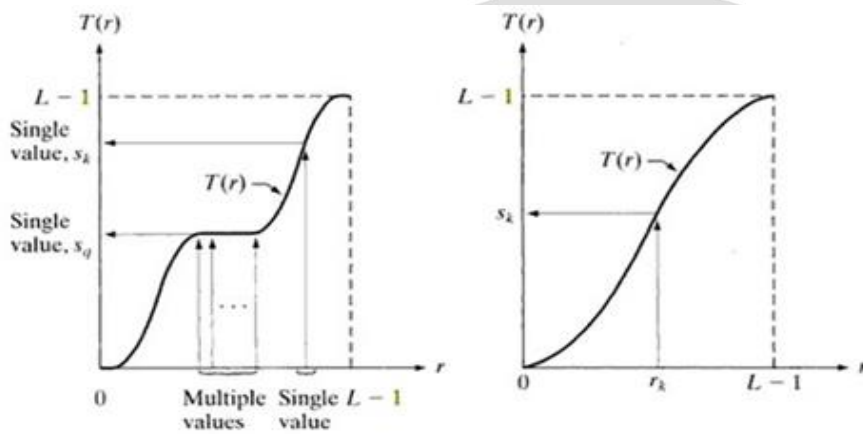 T(r)
L − 1
Single
value, s_k
T(r)
Single
value, s_q
...
r
0
Multiple
values
Single
value
L − 1
T(r)
L − 1
T(r)
s_k
0
r_k
L − 1
r